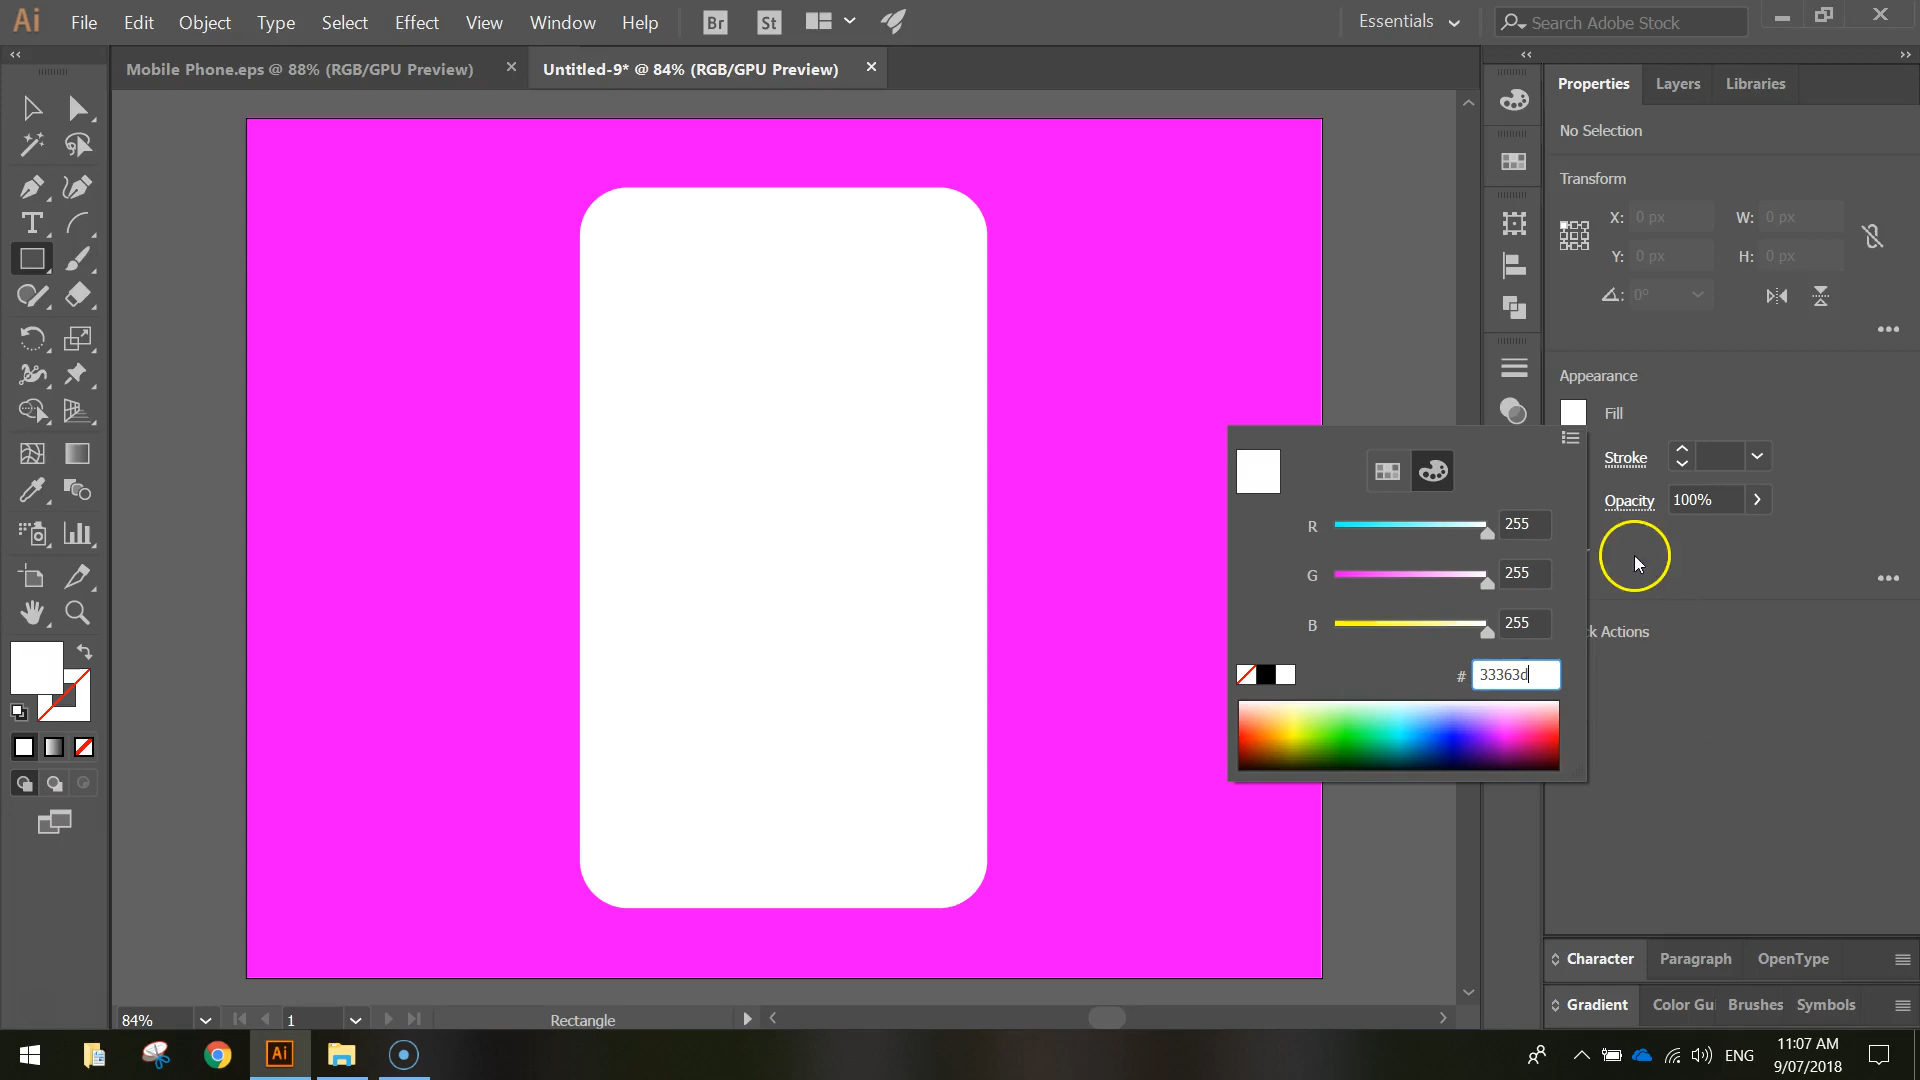 Ai File Edit Object Type Select Effect View Window Help Br St Essentials Search Adobe Stock
Mobile Phone.eps @ 88% (RGB/GPU Preview) Untitled-9* @ 84% (RGB/GPU Preview)
Properties Layers Libraries
No Selection
Transform
X: 0 px W: 0 px
Y: 0 px H: 0 px
0°
Appearance
Fill
Stroke
Opacity 100%
R 255
G 255
B 255
# 33363d
k Actions
Character Paragraph OpenType
Gradient Color Gu Brushes Symbols
84% 1 Rectangle
Ai ENG
11:07 AM
9/07/2018